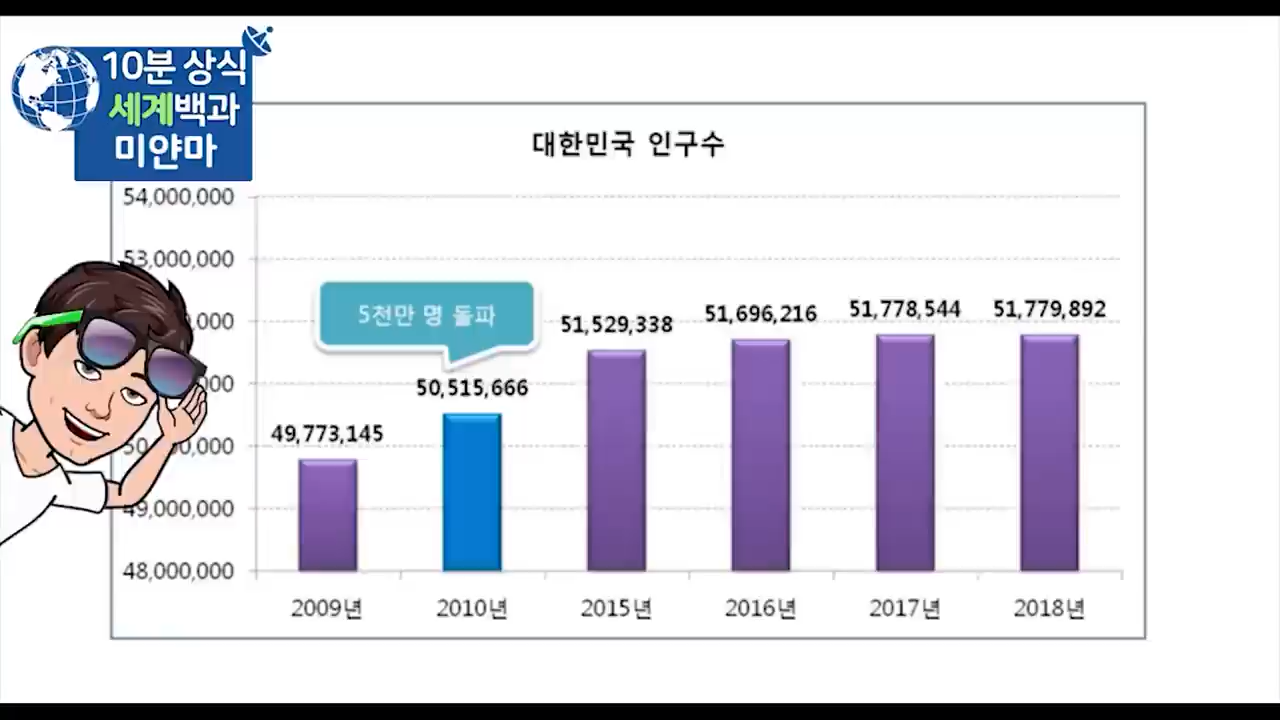 10분 상식
세계백과
미얀마
대한민국 인구수
54,000,000
53,000,000
49,000,000
48,000,000
5천만 명 돌파
49,773,145
50,515,666
51,529,338
51,696,216
51,778,544
51,779,892
2009년
2010년
2015년
2016년
2017년
2018년